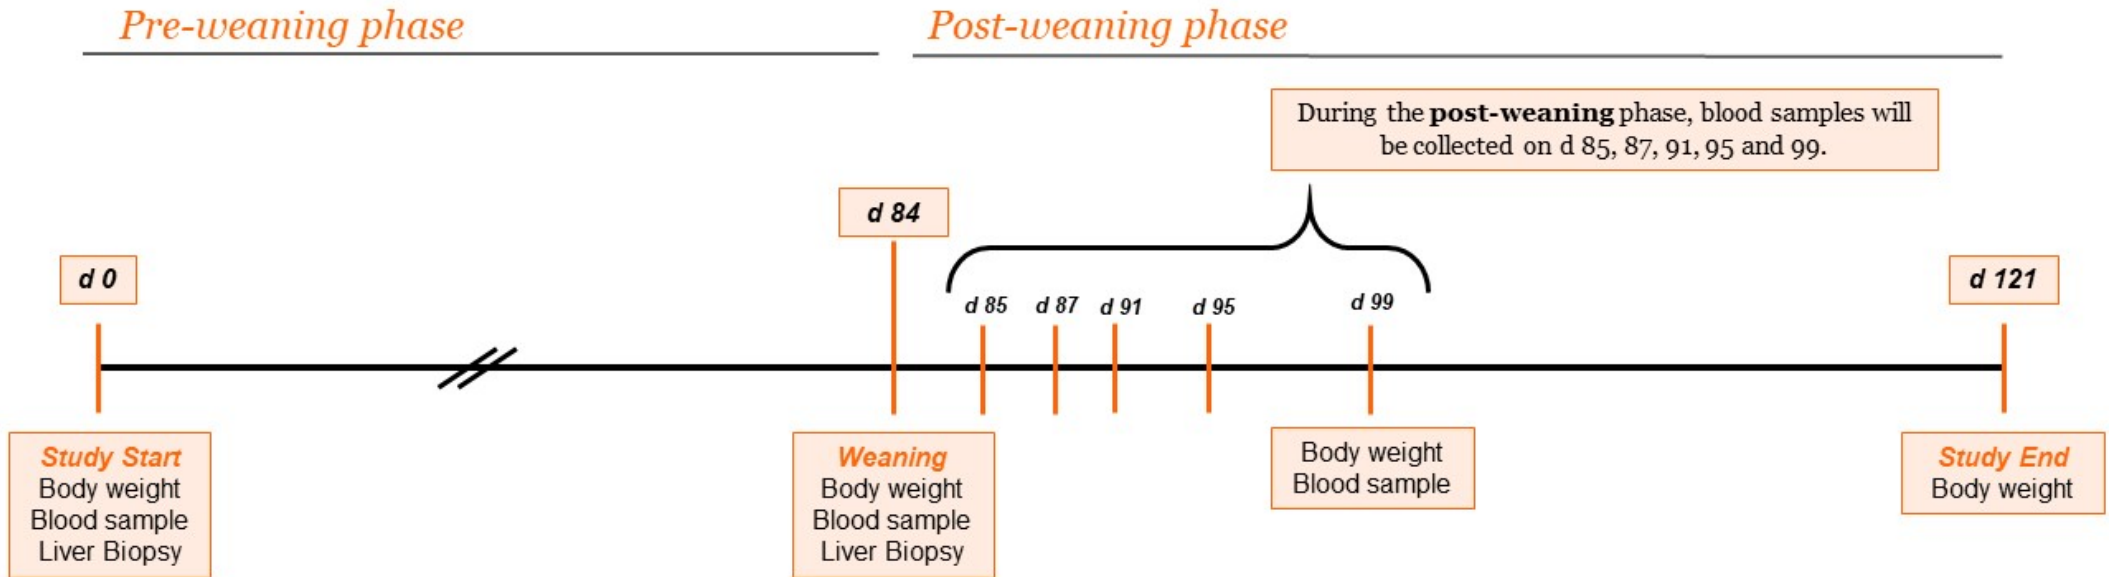 Pre-weaning phase
Post-weaning phase
During the post-weaning phase, blood samples will
be collected on d 85, 87, 91, 95 and 99.
d 84
d 0
d 121
d 85
d 87
d 91
d 95
d 99
Study Start
Body weight
Blood sample
Liver Biopsy
Weaning
Body weight
Blood sample
Liver Biopsy
Body weight
Blood sample
Study End
Body weight